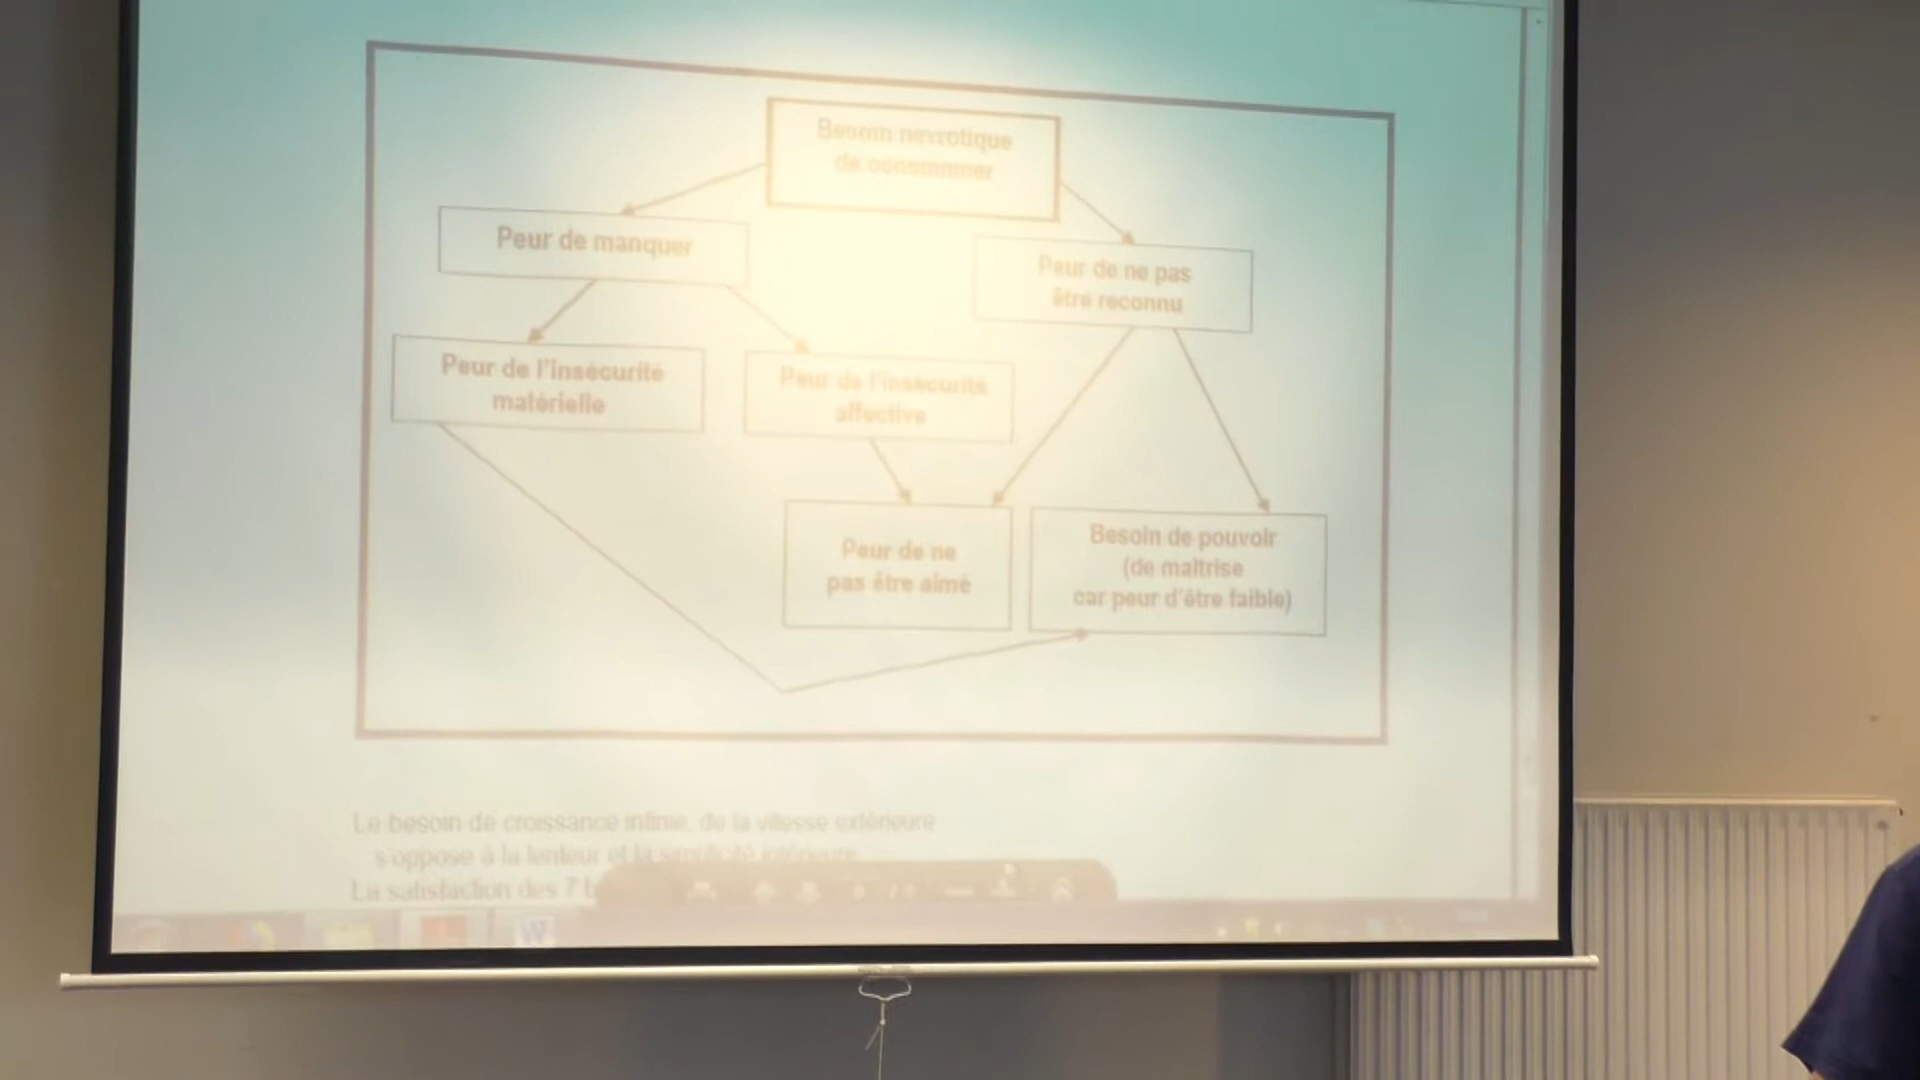 Besoin nevrotique
de consommer
Peur de manquer
Peur de ne pas
être reconnu
Peur de l'insécurité
matérielle
Peur de l'insécurité
affective
Peur de ne
pas être aimé
Besoin de pouvoir
(de maîtrise
car peur d'être faible)
Le besoin de croissance intime, de la vitesse extérieure
s'oppose à la lenteur et la simplicité intérieure
La satisfaction des 7
W